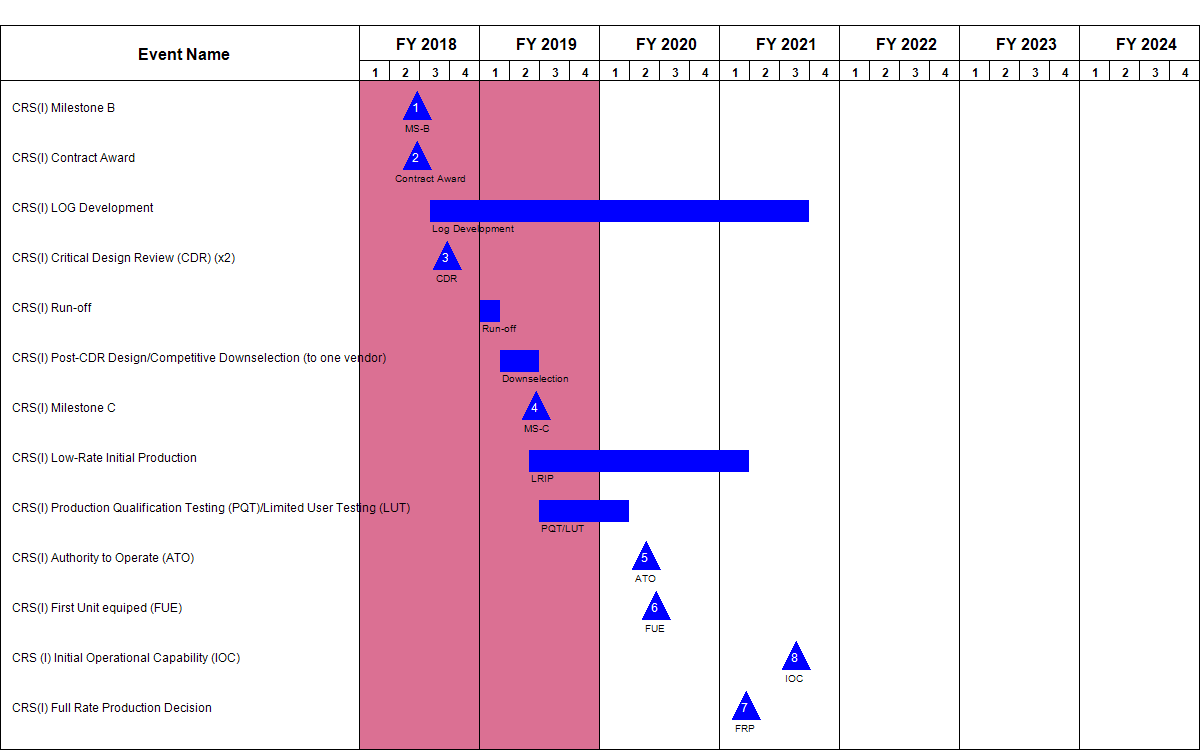 Event Name
FY 2018 FY 2019 FY 2020 FY 2021 FY 2022 FY 2023 FY 2024
1 2 3 4 1 2 3 4 1 2 3 4 1 2 3 4 1 2 3 4 1 2 3 4 1 2 3 4
CRS(I) Milestone B
1
MS-B
CRS(I) Contract Award
2
Contract Award
CRS(I) LOG Development
Log Development
CRS(I) Critical Design Review (CDR) (x2)
3
CDR
CRS(I) Run-off
Run-off
CRS(I) Post-CDR Design/Competitive Downselection (to one vendor)
Downselection
CRS(I) Milestone C
4
MS-C
CRS(I) Low-Rate Initial Production
LRIP
CRS(I) Production Qualification Testing (PQT)/Limited User Testing (LUT)
PQT/LUT
CRS(I) Authority to Operate (ATO)
5
ATO
CRS(I) First Unit equiped (FUE)
6
FUE
CRS (I) Initial Operational Capability (IOC)
8
IOC
CRS(I) Full Rate Production Decision
7
FRP